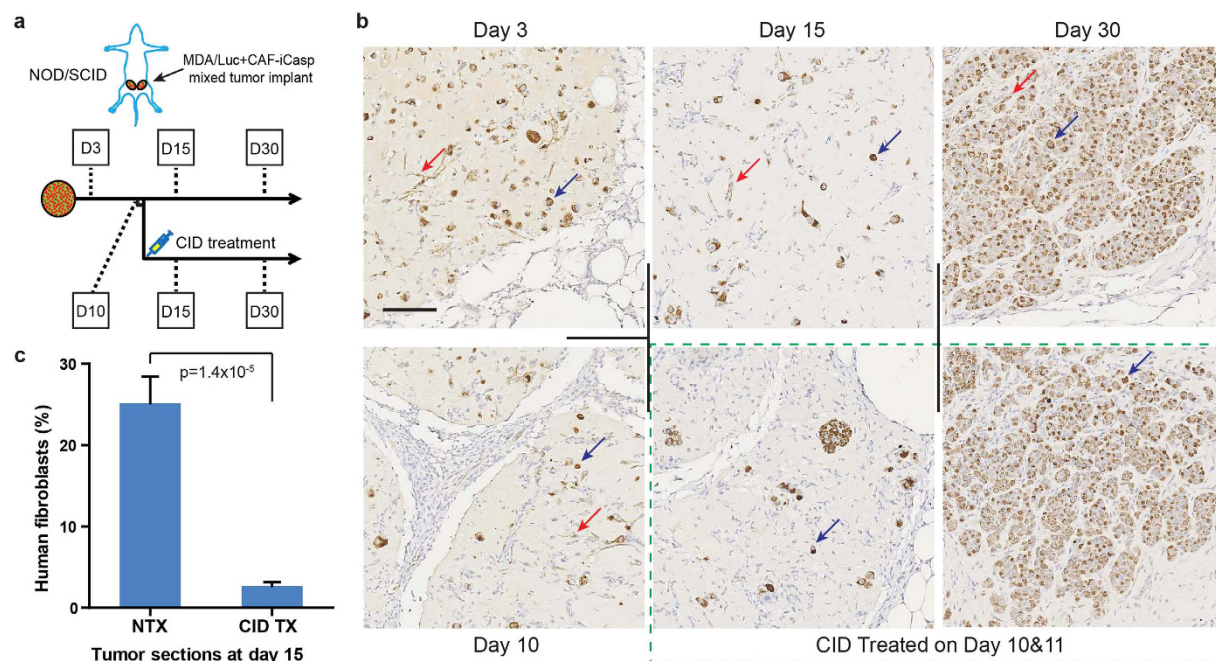 a
NOD/SCID
MDA/Luc+CAF-iCasp
mixed tumor implant
D3
D15
D30
CID treatment
D10
D15
D30
b
Day 3
Day 15
Day 30
Day 10
CID Treated on Day 10&11
c
Human fibroblasts (%)
30
20
10
0
p=1.4x10⁻⁵
NTX
CID TX
Tumor sections at day 15